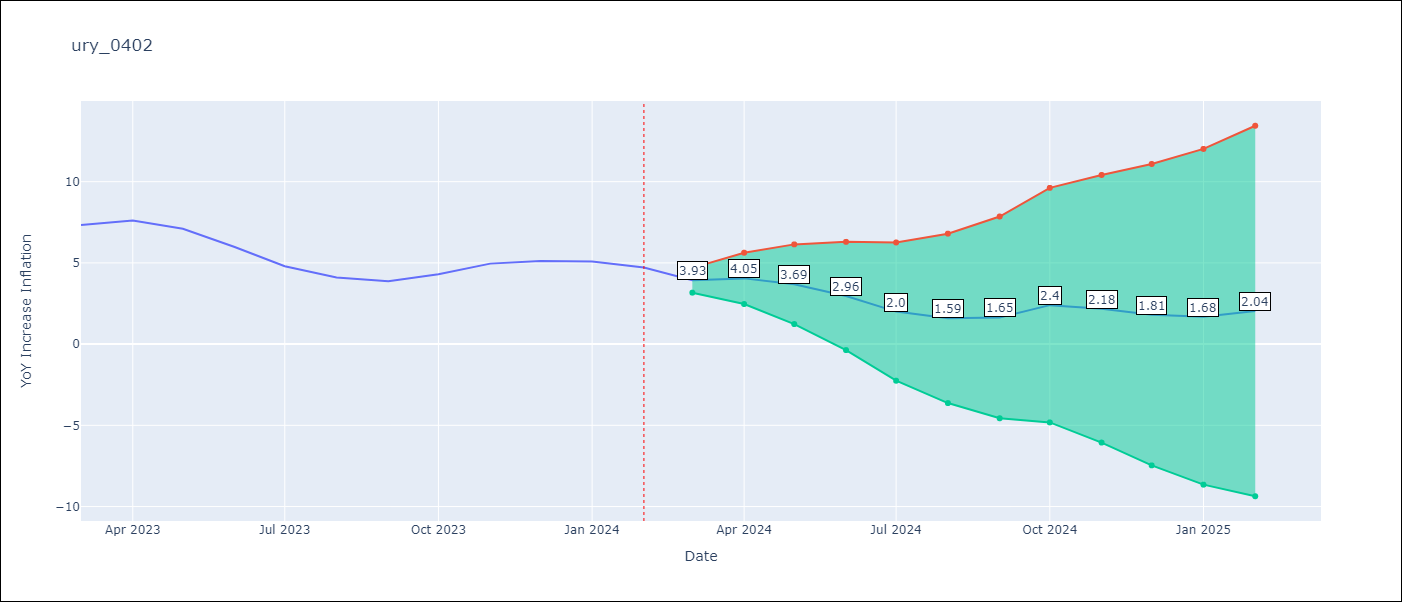 ury_0402
YoY Increase Inflation
10
5
0
−5
−10
3.93
4.05
3.69
2.96
2.0
1.59
1.65
2.4
2.18
1.81
1.68
2.04
Apr 2023
Jul 2023
Oct 2023
Jan 2024
Apr 2024
Jul 2024
Oct 2024
Jan 2025
Date